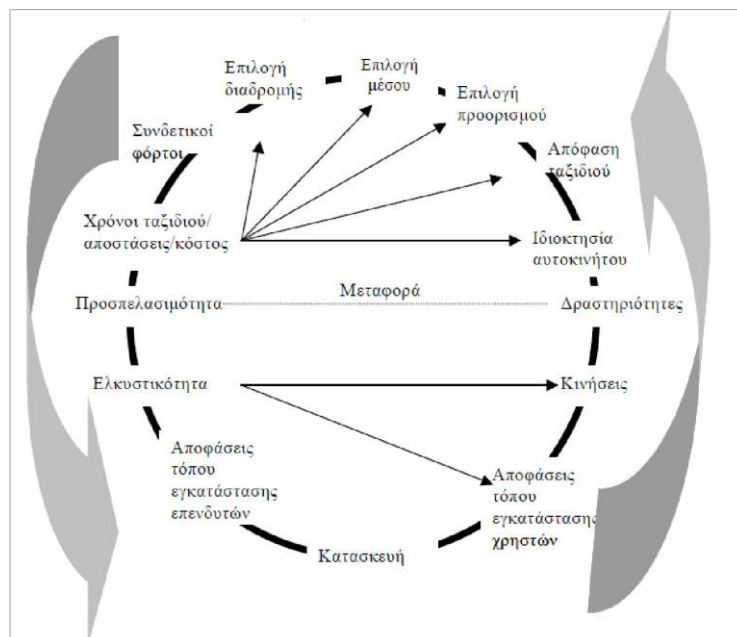 Επιλογή
διαδρομής
Επιλογή
μέσου
Επιλογή
προορισμού
Συνδετικοί
φόρτοι
Απόφαση
ταξιδιού
Χρόνοι ταξιδιού/
αποστάσεις/κόστος
Ιδιοκτησία
αυτοκινήτου
Μεταφορά
Προσπελασιμότητα
Δραστηριότητες
Ελκυστικότητα
Κινήσεις
Αποφάσεις
τόπου
εγκατάστασης
επενδυτών
Αποφάσεις
τόπου
εγκατάστασης
χρηστών
Κατασκευή